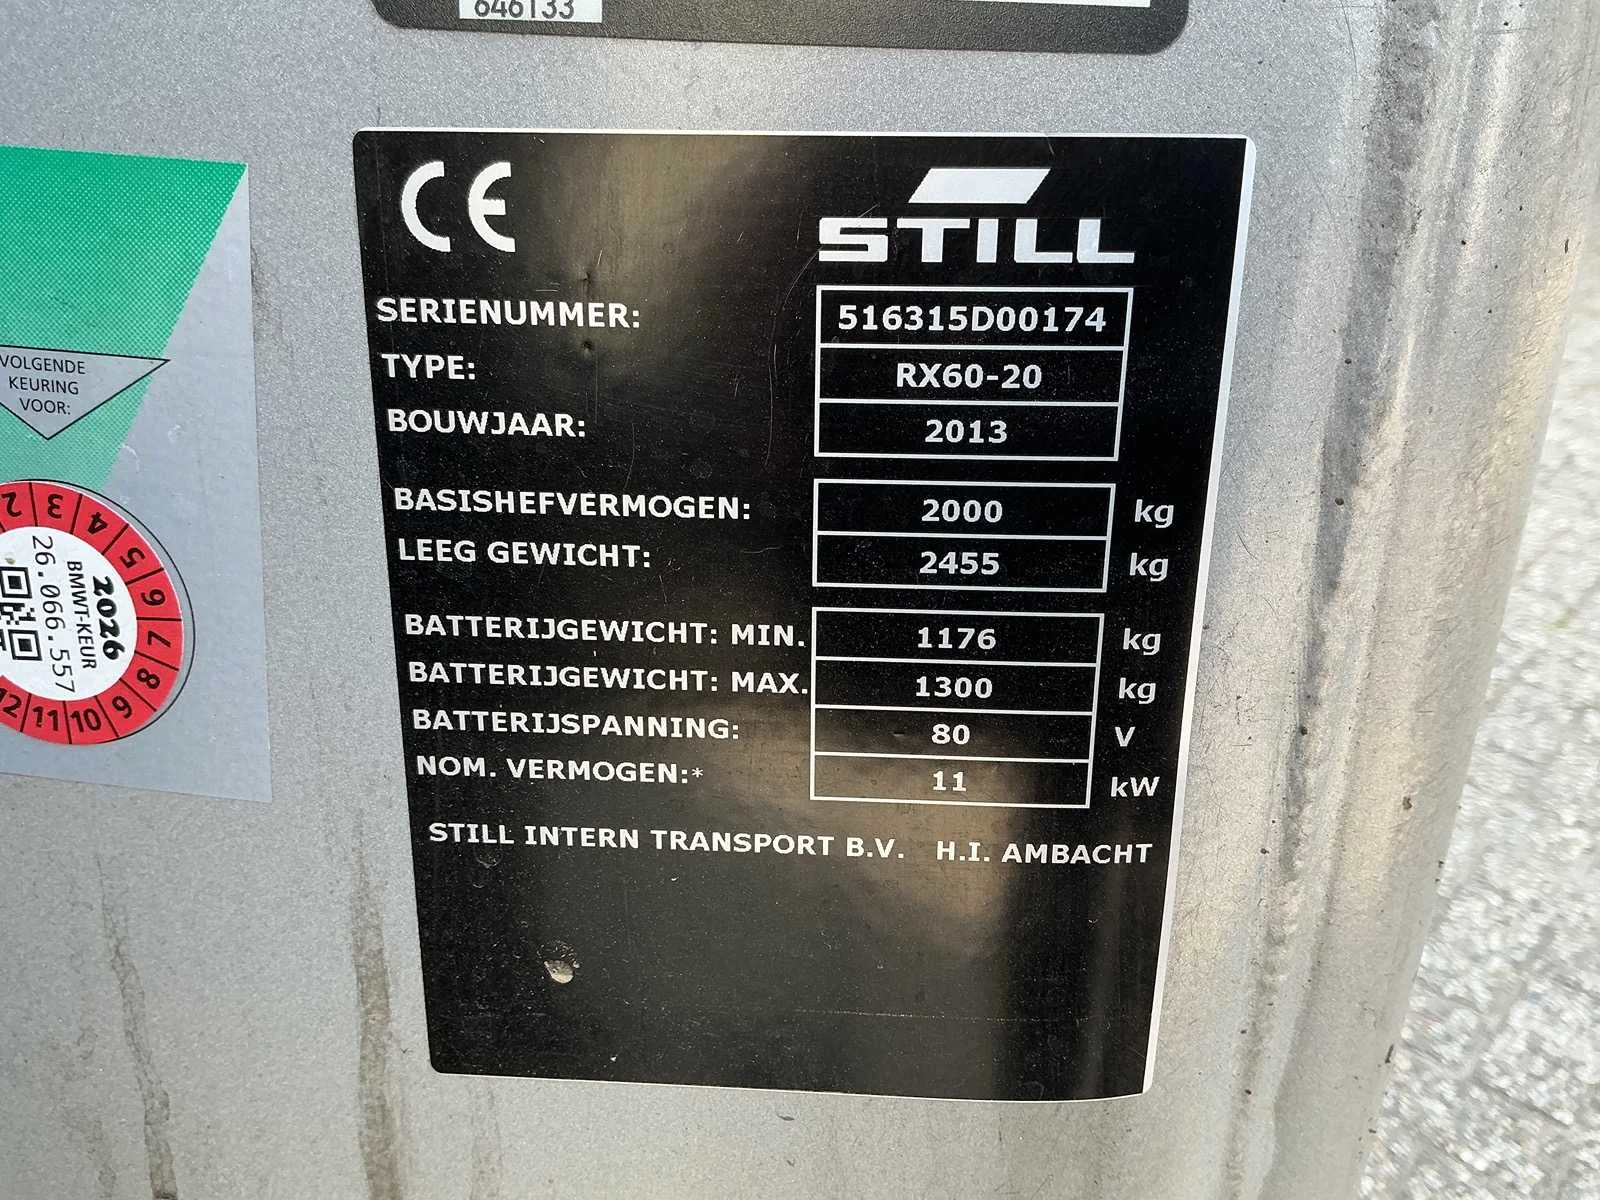 646133
CE
STILL
SERIENUMMER: 516315D00174
TYPE: RX60-20
BOUWJAAR: 2013
BASISHEFVERMOGEN: 2000 kg
LEEG GEWICHT: 2455 kg
BATTERIJGEWICHT: MIN. 1176 kg
BATTERIJGEWICHT: MAX. 1300 kg
BATTERIJSPANNING: 80 V
NOM. VERMOGEN:* 11 kW
STILL INTERN TRANSPORT B.V. H.I. AMBACHT
VOLGENDE
KEURING
VOOR:
2 3 4 5 6 7 8 9 10 11 12
2026
BMWT-KEUR
26.066.557